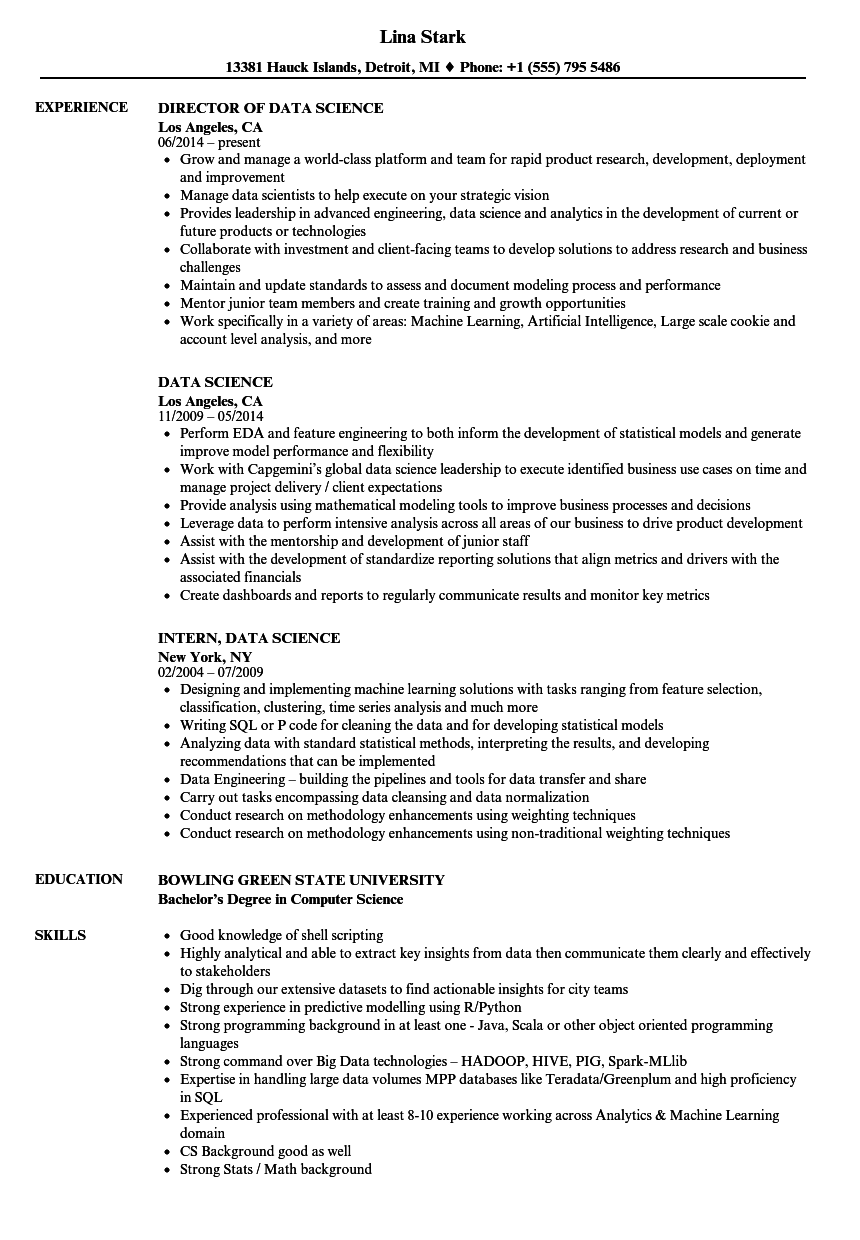 Lina Stark
13381 Hauck Islands, Detroit, MI ♦ Phone: +1 (555) 795 5486
EXPERIENCE
DIRECTOR OF DATA SCIENCE
Los Angeles, CA
06/2014 – present
• Grow and manage a world-class platform and team for rapid product research, development, deployment
and improvement
• Manage data scientists to help execute on your strategic vision
• Provides leadership in advanced engineering, data science and analytics in the development of current or
future products or technologies
• Collaborate with investment and client-facing teams to develop solutions to address research and business
challenges
• Maintain and update standards to assess and document modeling process and performance
• Mentor junior team members and create training and growth opportunities
• Work specifically in a variety of areas: Machine Learning, Artificial Intelligence, Large scale cookie and
account level analysis, and more
DATA SCIENCE
Los Angeles, CA
11/2009 – 05/2014
• Perform EDA and feature engineering to both inform the development of statistical models and generate
improve model performance and flexibility
• Work with Capgemini’s global data science leadership to execute identified business use cases on time and
manage project delivery / client expectations
• Provide analysis using mathematical modeling tools to improve business processes and decisions
• Leverage data to perform intensive analysis across all areas of our business to drive product development
• Assist with the mentorship and development of junior staff
• Assist with the development of standardize reporting solutions that align metrics and drivers with the
associated financials
• Create dashboards and reports to regularly communicate results and monitor key metrics
INTERN, DATA SCIENCE
New York, NY
02/2004 – 07/2009
• Designing and implementing machine learning solutions with tasks ranging from feature selection,
classification, clustering, time series analysis and much more
• Writing SQL or P code for cleaning the data and for developing statistical models
• Analyzing data with standard statistical methods, interpreting the results, and developing
recommendations that can be implemented
• Data Engineering – building the pipelines and tools for data transfer and share
• Carry out tasks encompassing data cleansing and data normalization
• Conduct research on methodology enhancements using weighting techniques
• Conduct research on methodology enhancements using non-traditional weighting techniques
EDUCATION
BOWLING GREEN STATE UNIVERSITY
Bachelor’s Degree in Computer Science
SKILLS
• Good knowledge of shell scripting
• Highly analytical and able to extract key insights from data then communicate them clearly and effectively
to stakeholders
• Dig through our extensive datasets to find actionable insights for city teams
• Strong experience in predictive modelling using R/Python
• Strong programming background in at least one - Java, Scala or other object oriented programming
languages
• Strong command over Big Data technologies – HADOOP, HIVE, PIG, Spark-MLlib
• Expertise in handling large data volumes MPP databases like Teradata/Greenplum and high proficiency
in SQL
• Experienced professional with at least 8-10 experience working across Analytics & Machine Learning
domain
• CS Background good as well
• Strong Stats / Math background